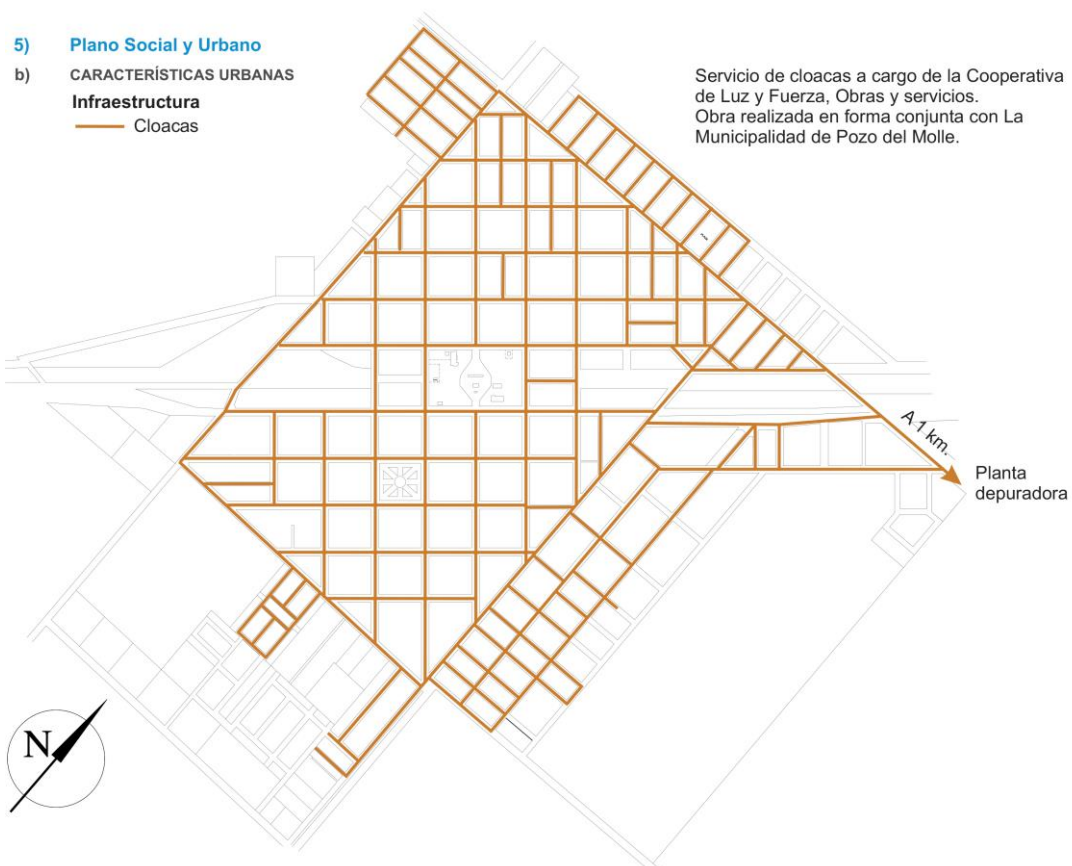 5) Plano Social y Urbano
b) CARACTERÍSTICAS URBANAS
Infraestructura
Cloacas
Servicio de cloacas a cargo de la Cooperativa
de Luz y Fuerza, Obras y servicios.
Obra realizada en forma conjunta con La
Municipalidad de Pozo del Molle.
A 1 km.
Planta
depuradora
N